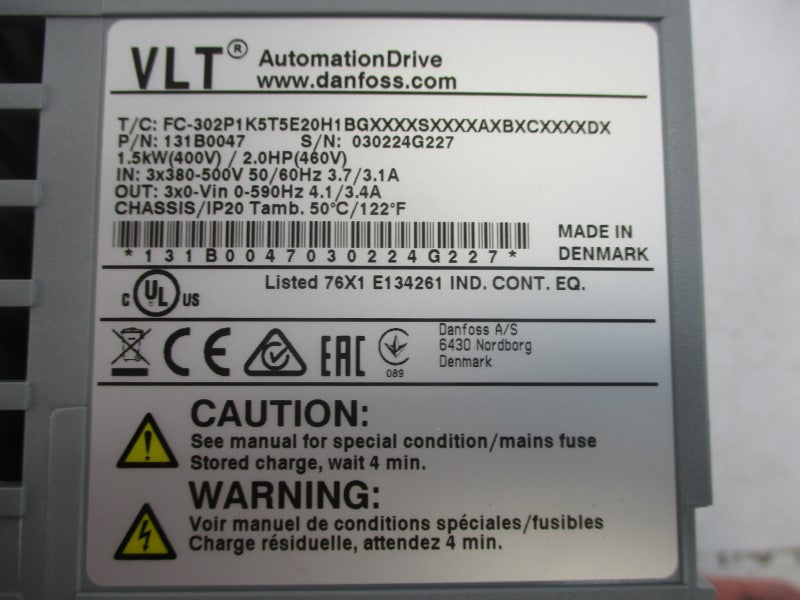 VLT® AutomationDrive
www.danfoss.com
T/C: FC-302P1K5T5E20H1BGXXXXSXXXXAXBXCXXXXDX
P/N: 131B0047 S/N: 030224G227
1.5kW(400V) / 2.0HP(460V)
IN: 3x380-500V 50/60Hz 3.7/3.1A
OUT: 3x0-Vin 0-590Hz 4.1/3.4A
CHASSIS/IP20 Tamb. 50°C/122°F
MADE IN
DENMARK
*131B0047030224G227*
c UL US Listed 76X1 E134261 IND. CONT. EQ.
CE EAC 089
Danfoss A/S
6430 Nordborg
Denmark
CAUTION:
See manual for special condition/mains fuse
Stored charge, wait 4 min.
WARNING:
Voir manuel de conditions spéciales/fusibles
Charge résiduelle, attendez 4 min.